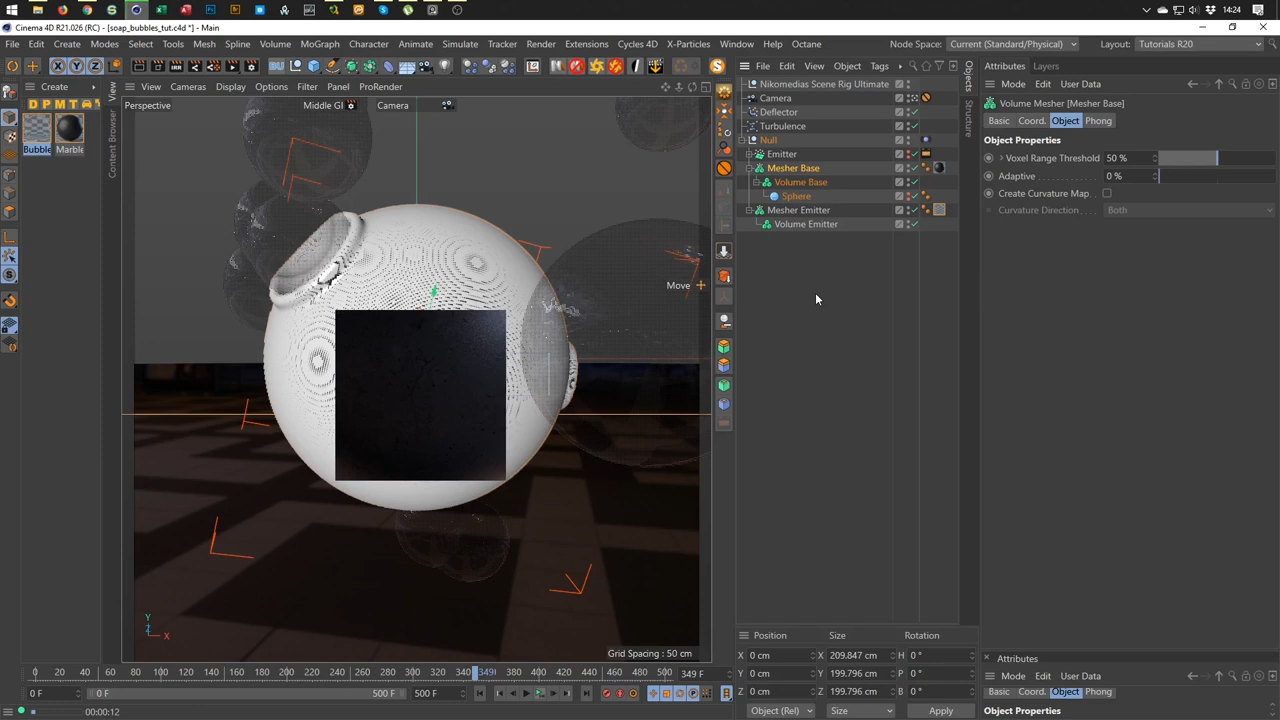 14:24
Cinema 4D R21.026 (RC) - [soap_bubbles_tut.c4d *] - Main
File Edit Create Modes Select Tools Mesh Spline Volume MoGraph Character Animate Simulate Tracker Render Extensions Cycles 4D X-Particles Window Help Octane Node Space: Current (Standard/Physical) Layout: Tutorials R20
Create
D P M T
Bubble Marble
View
Content Browser
View Cameras Display Options Filter Panel ProRender
Perspective Middle GI Camera
Move
Grid Spacing : 50 cm
Y
Z X
File Edit View Object Tags
Nikomedias Scene Rig Ultimate
Camera
Deflector
Turbulence
Null
Emitter
Mesher Base
Volume Base
Sphere
Mesher Emitter
Volume Emitter
Objects
Structure
Attributes Layers
Mode Edit User Data
Volume Mesher [Mesher Base]
Basic Coord. Object Phong
Object Properties
Voxel Range Threshold 50 %
Adaptive 0 %
Create Curvature Map
Curvature Direction Both
Position Size Rotation
X 0 cm X 209.847 cm H 0 °
Y 0 cm Y 199.796 cm P 0 °
Z 0 cm Z 199.796 cm B 0 °
Object (Rel) Size Apply
Attributes
Mode Edit User Data
Basic Coord. Object Phong
Object Properties
0 20 40 60 80 100 120 140 160 180 200 220 240 260 280 300 320 349 380 400 420 440 460 480 500 349 F
0 F 0 F 500 F 500 F
00:00:12